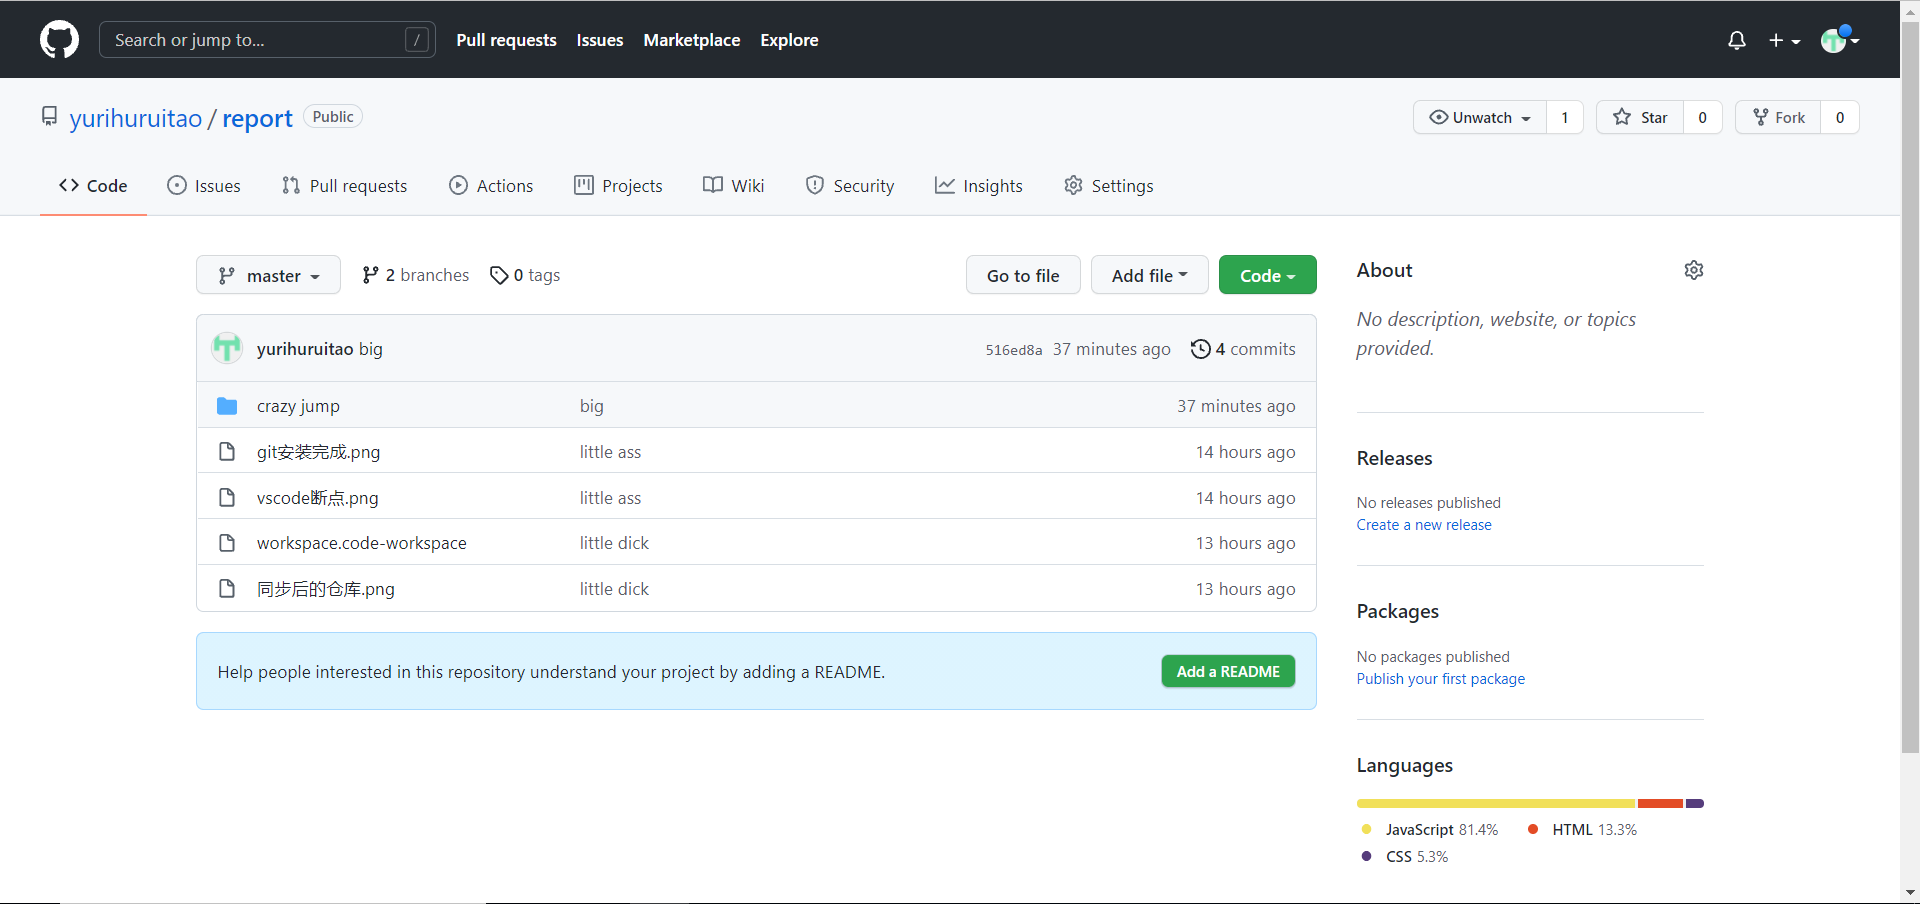 Search or jump to... /
Pull requests Issues Marketplace Explore
yurihuruitao / report Public
Unwatch 1 Star 0 Fork 0
Code Issues Pull requests Actions Projects Wiki Security Insights Settings
master 2 branches 0 tags Go to file Add file Code
yurihuruitao big 516ed8a 37 minutes ago 4 commits
crazy jump big 37 minutes ago
git安装完成.png little ass 14 hours ago
vscode断点.png little ass 14 hours ago
workspace.code-workspace little dick 13 hours ago
同步后的仓库.png little dick 13 hours ago
Help people interested in this repository understand your project by adding a README. Add a README
About
No description, website, or topics
provided.
Releases
No releases published
Create a new release
Packages
No packages published
Publish your first package
Languages
JavaScript 81.4% HTML 13.3%
CSS 5.3%